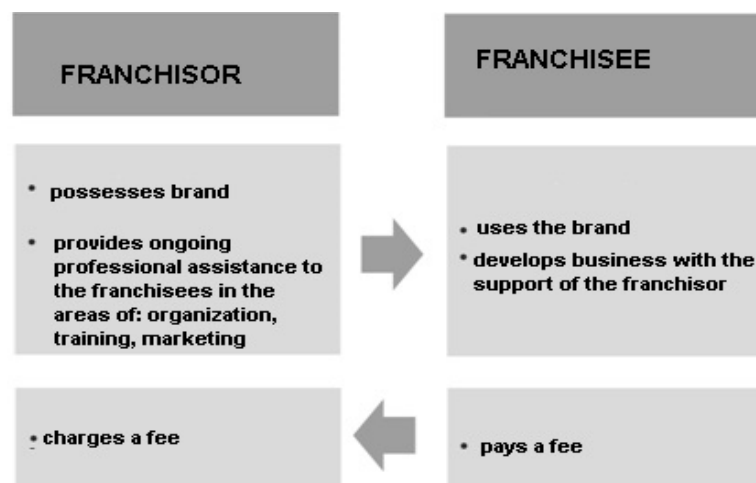 FRANCHISOR
FRANCHISEE
• possesses brand
• provides ongoing
professional assistance to
the franchisees in the
areas of: organization,
training, marketing
• uses the brand
• develops business with the
support of the franchisor
• charges a fee
• pays a fee